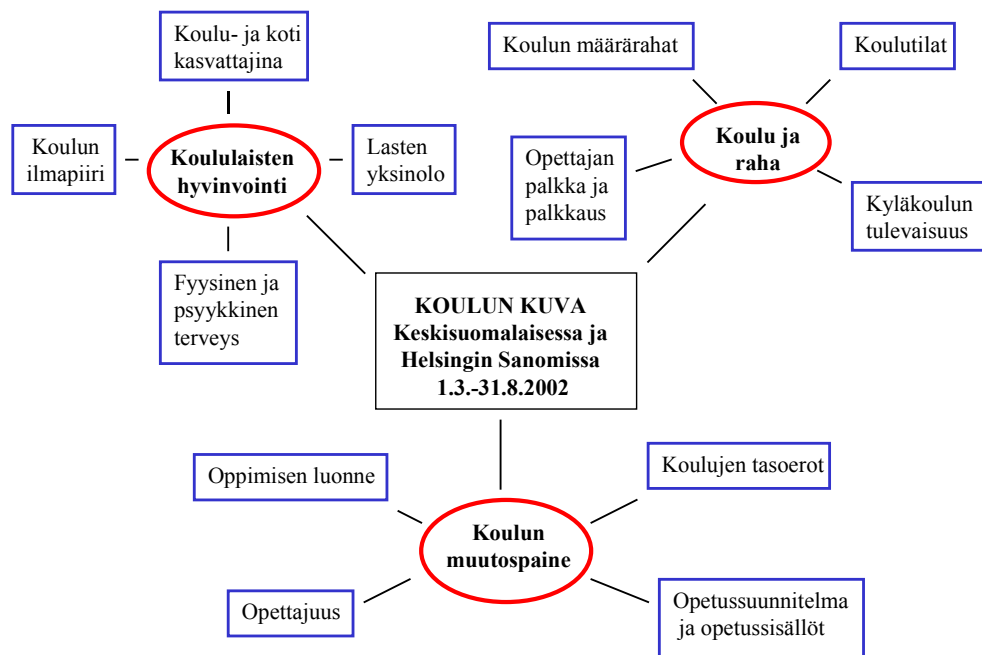 Koulu- ja koti
kasvattajina
Koulun
ilmapiiri
Koululaisten
hyvinvointi
Lasten
yksinolo
Fyysinen ja
psyykkinen
terveys
Koulun määrärahat
Koulutilat
Koulu ja
raha
Opettajan
palkka ja
palkkaus
Kyläkoulun
tulevaisuus
KOULUN KUVA
Keskisuomalaisessa ja
Helsingin Sanomissa
1.3.-31.8.2002
Oppimisen luonne
Koulujen tasoerot
Koulun
muutospaine
Opettajuus
Opetussuunnitelma
ja opetussisällöt